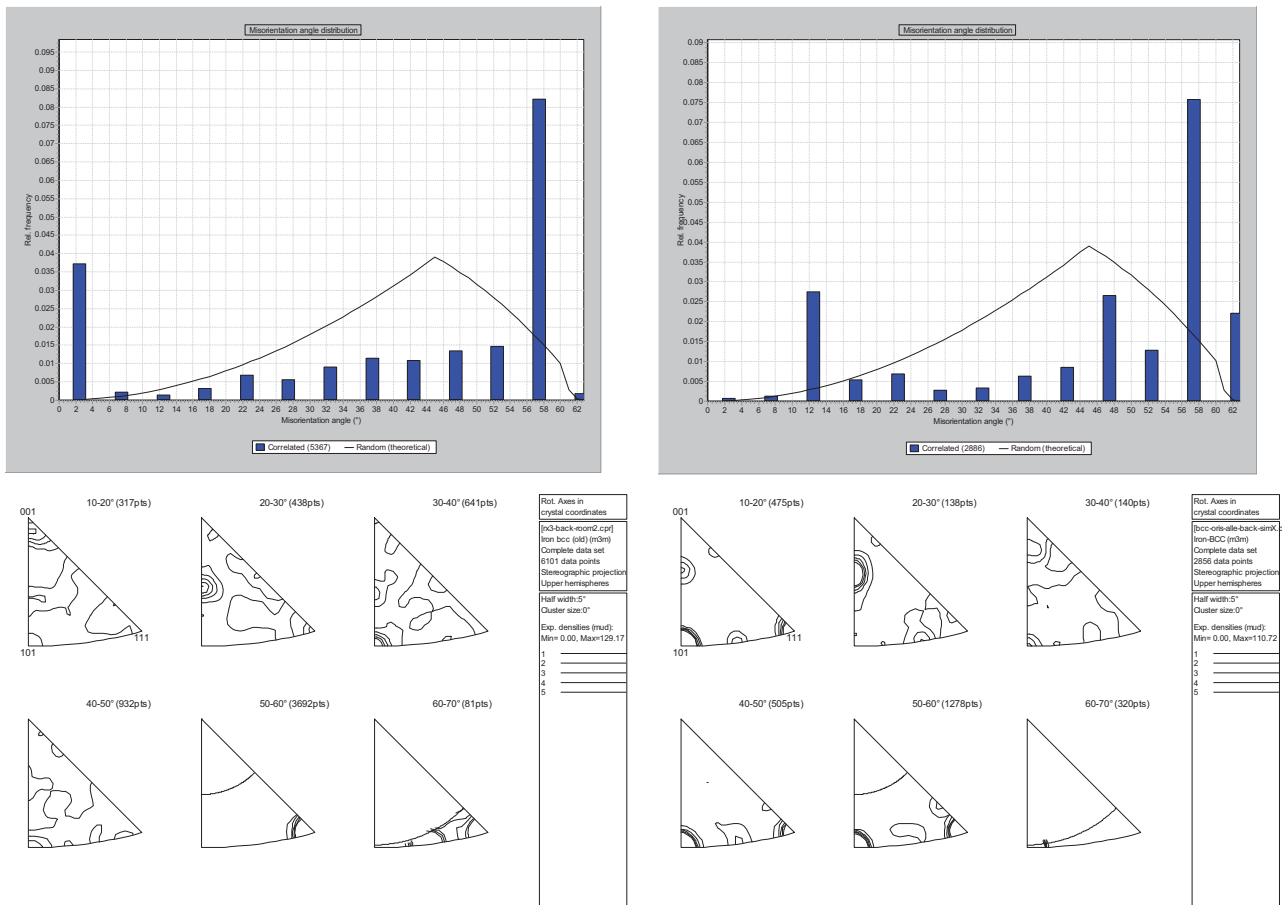 Misorientation angle distribution
Rel. frequency
0.095
0.09
0.085
0.08
0.075
0.07
0.065
0.06
0.055
0.05
0.045
0.04
0.035
0.03
0.025
0.02
0.015
0.01
0.005
0
0 2 4 6 8 10 12 14 16 18 20 22 24 26 28 30 32 34 36 38 40 42 44 46 48 50 52 54 56 58 60 62
Misorientation angle (°)
Correlated (5367) Random (theoretical)
Misorientation angle distribution
Rel. frequency
0.09
0.085
0.08
0.075
0.07
0.065
0.06
0.055
0.05
0.045
0.04
0.035
0.03
0.025
0.02
0.015
0.01
0.005
0
0 2 4 6 8 10 12 14 16 18 20 22 24 26 28 30 32 34 36 38 40 42 44 46 48 50 52 54 56 58 60 62
Misorientation angle (°)
Correlated (2886) Random (theoretical)
10-20° (317pts) 20-30° (438pts) 30-40° (641pts)
001
111
101
40-50° (932pts) 50-60° (3692pts) 60-70° (81pts)
Rot. Axes in
crystal coordinates
[rx3-back-room2.cpr]
Iron bcc (old) (m3m)
Complete data set
6101 data points
Stereographic projection
Upper hemispheres
Half width:5°
Cluster size:0°
Exp. densities (mud):
Min= 0.00, Max=129.17
1
2
3
4
5
10-20° (475pts) 20-30° (138pts) 30-40° (140pts)
001
111
101
40-50° (505pts) 50-60° (1278pts) 60-70° (320pts)
Rot. Axes in
crystal coordinates
[bcc-oris-alle-back-simX.c
Iron-BCC (m3m)
Complete data set
2856 data points
Stereographic projection
Upper hemispheres
Half width:5°
Cluster size:0°
Exp. densities (mud):
Min= 0.00, Max=110.72
1
2
3
4
5